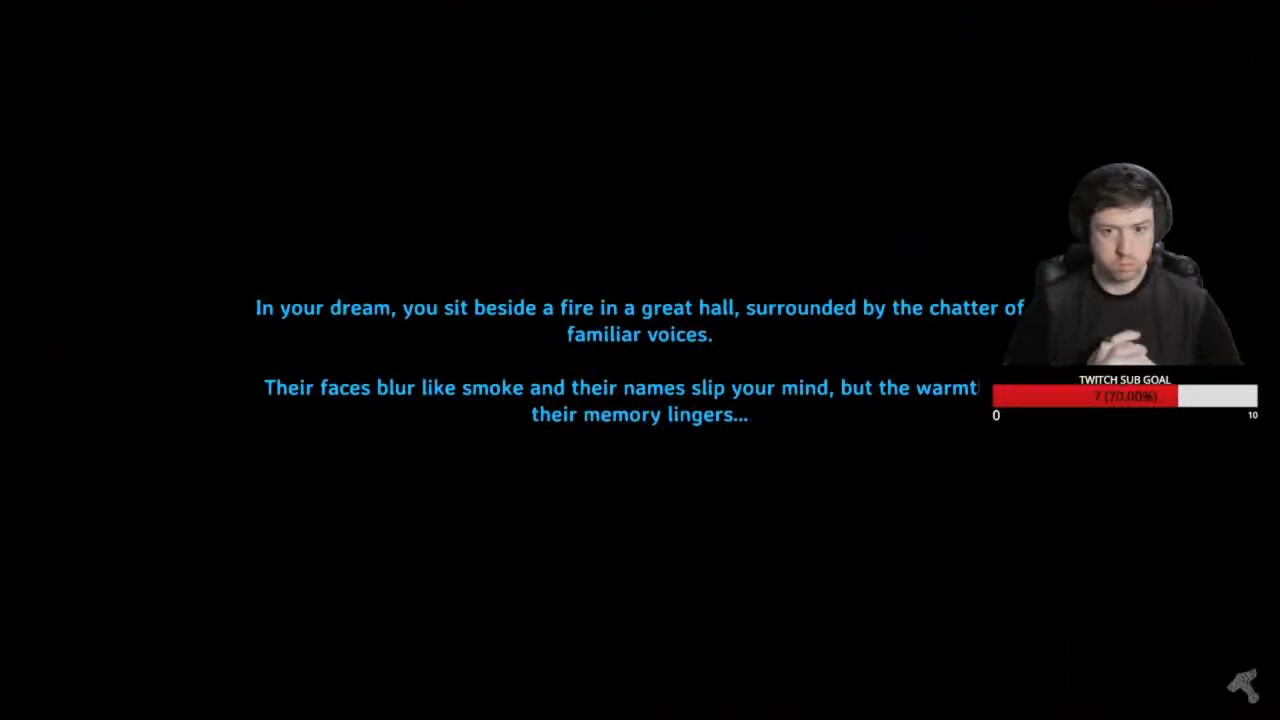 In your dream, you sit beside a fire in a great hall, surrounded by the chatter of
familiar voices.
Their faces blur like smoke and their names slip your mind, but the warmt
their memory lingers...
TWITCH SUB GOAL
7 (70.00%)
0
10